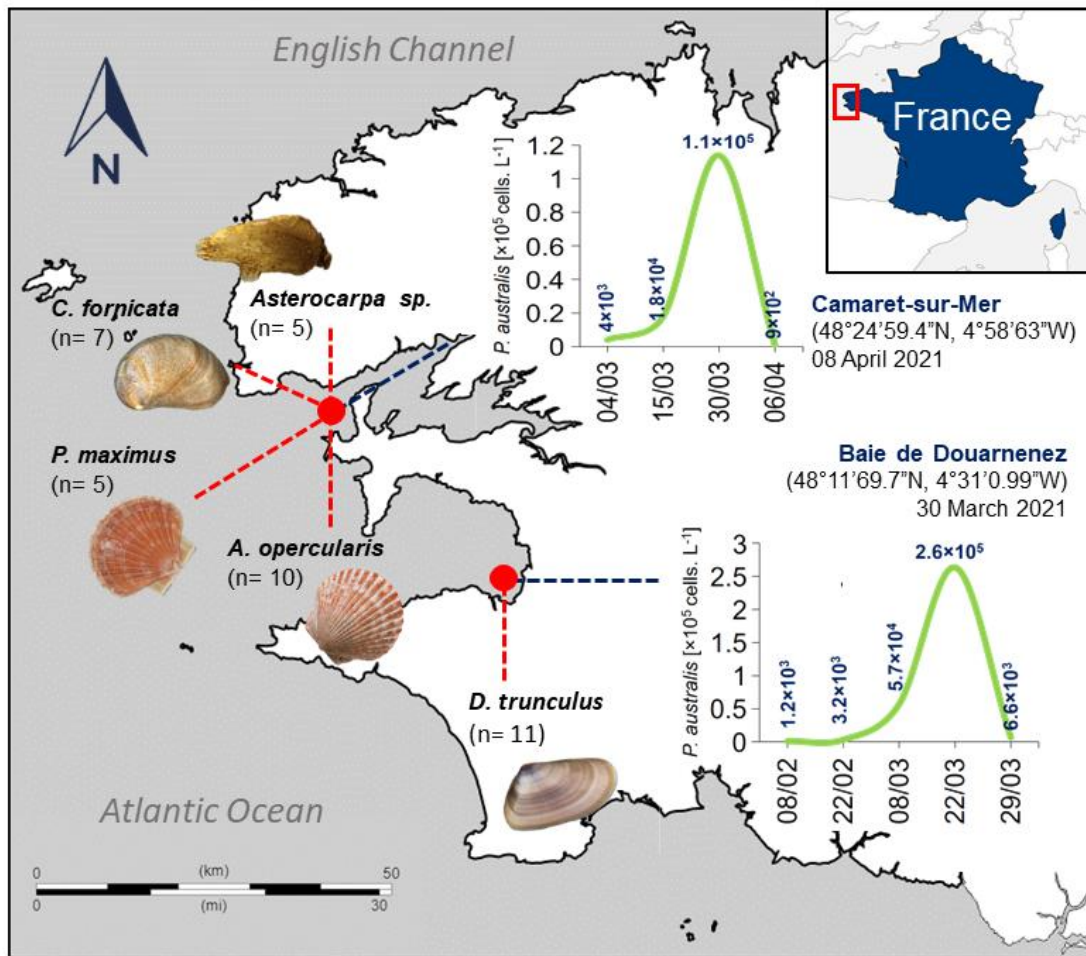 English Channel
France
N
C. fornicata
(n= 7)
Asterocarpa sp.
(n= 5)
P. maximus
(n= 5)
A. opercularis
(n= 10)
D. trunculus
(n= 11)
Atlantic Ocean
0 (km) 50
0 (mi) 30
P. australis [×10⁵ cells. L⁻¹]
1.2
1
0.8
0.6
0.4
0.2
0
4×10³
1.8×10⁴
1.1×10⁵
9×10²
04/03
15/03
30/03
06/04
Camaret-sur-Mer
(48°24’59.4”N, 4°58’63”W)
08 April 2021
Baie de Douarnenez
(48°11’69.7”N, 4°31’0.99”W)
30 March 2021
P. australis [×10⁵ cells. L⁻¹]
3
2.5
2
1.5
1
0.5
0
1.2×10³
3.2×10³
5.7×10⁴
2.6×10⁵
6.6×10³
08/02
22/02
08/03
22/03
29/03